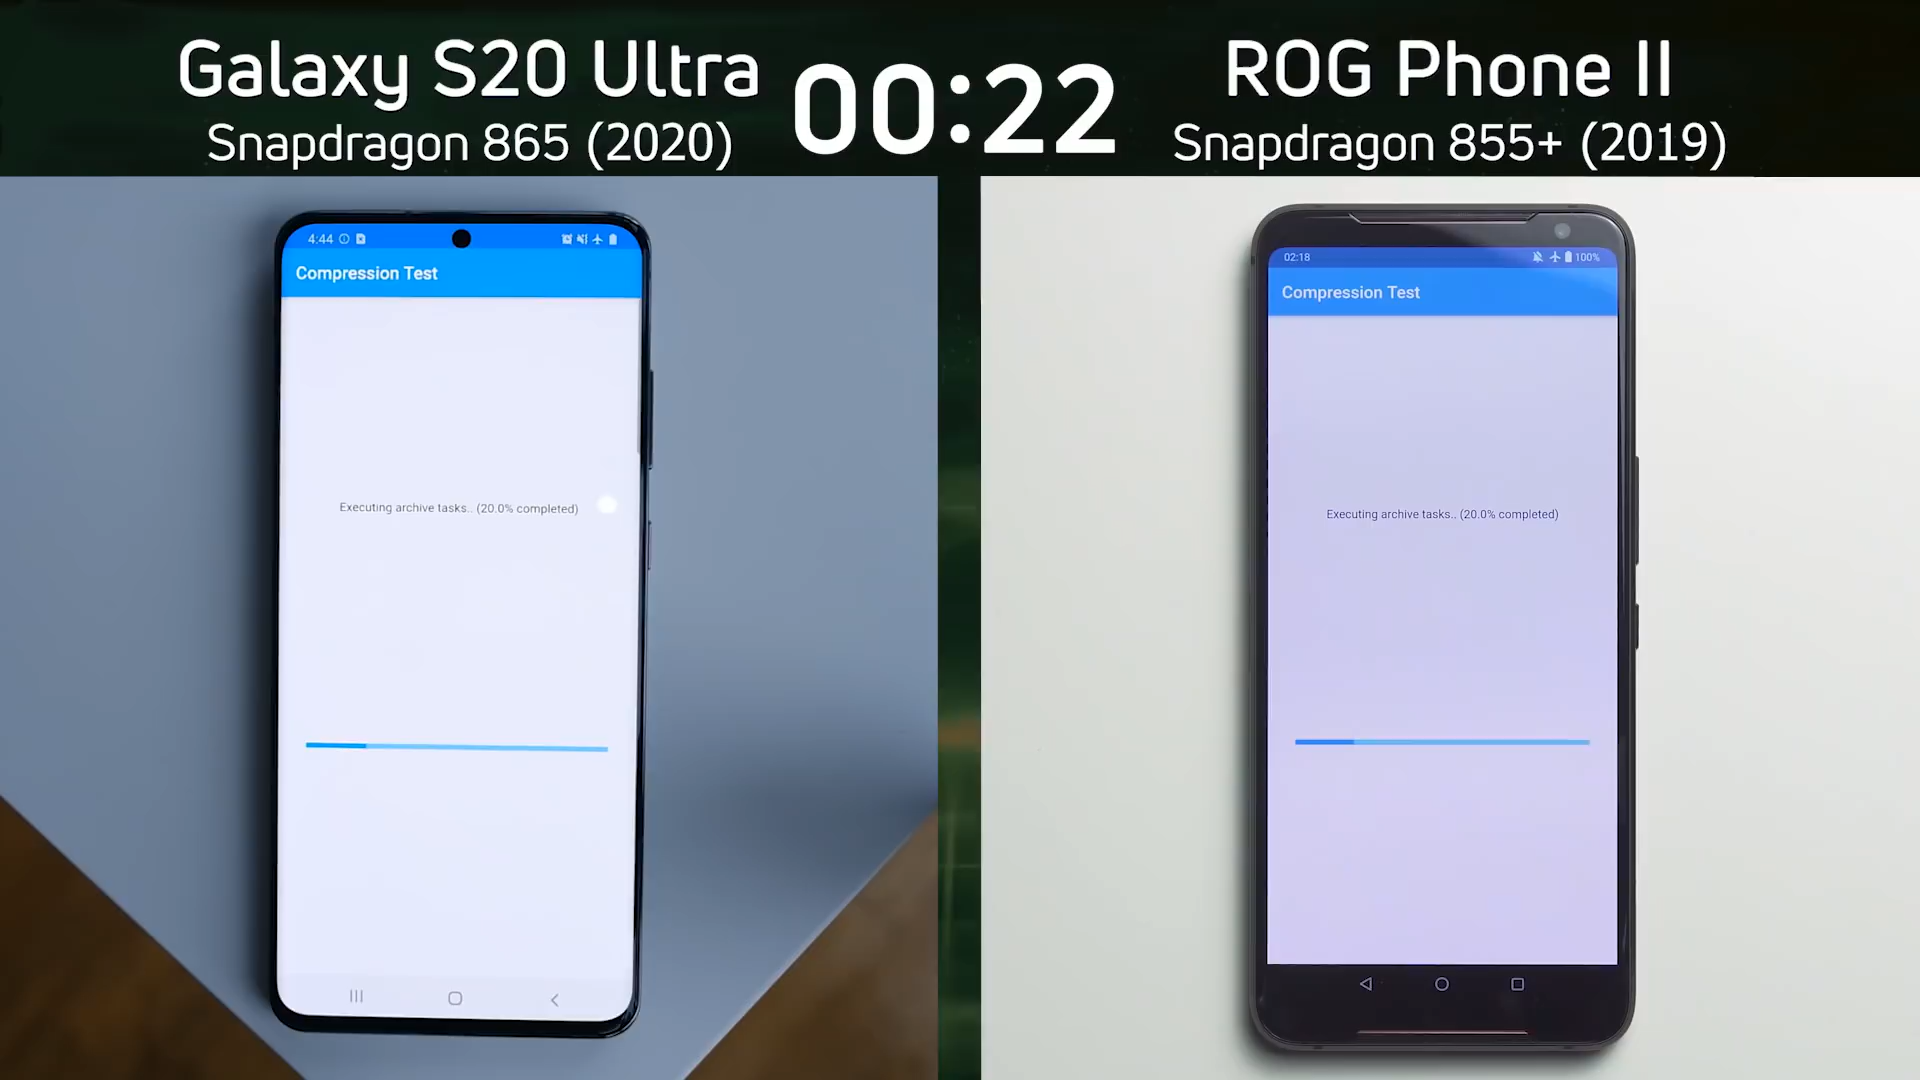 Galaxy S20 Ultra
Snapdragon 865 (2020)
00:22
ROG Phone II
Snapdragon 855+ (2019)
4:44
Compression Test
Executing archive tasks.. (20.0% completed)
02:18
100%
Compression Test
Executing archive tasks.. (20.0% completed)